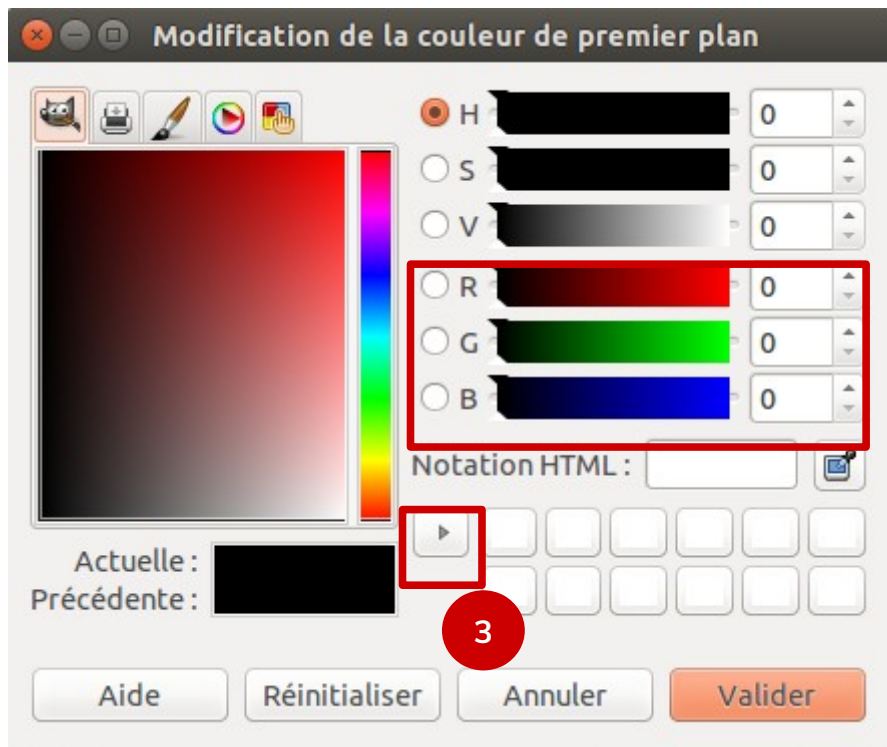 Modification de la couleur de premier plan
H 0
S 0
V 0
R 0
G 0
B 0
Notation HTML :
Actuelle :
Précédente :
3
Aide Réinitialiser Annuler Valider